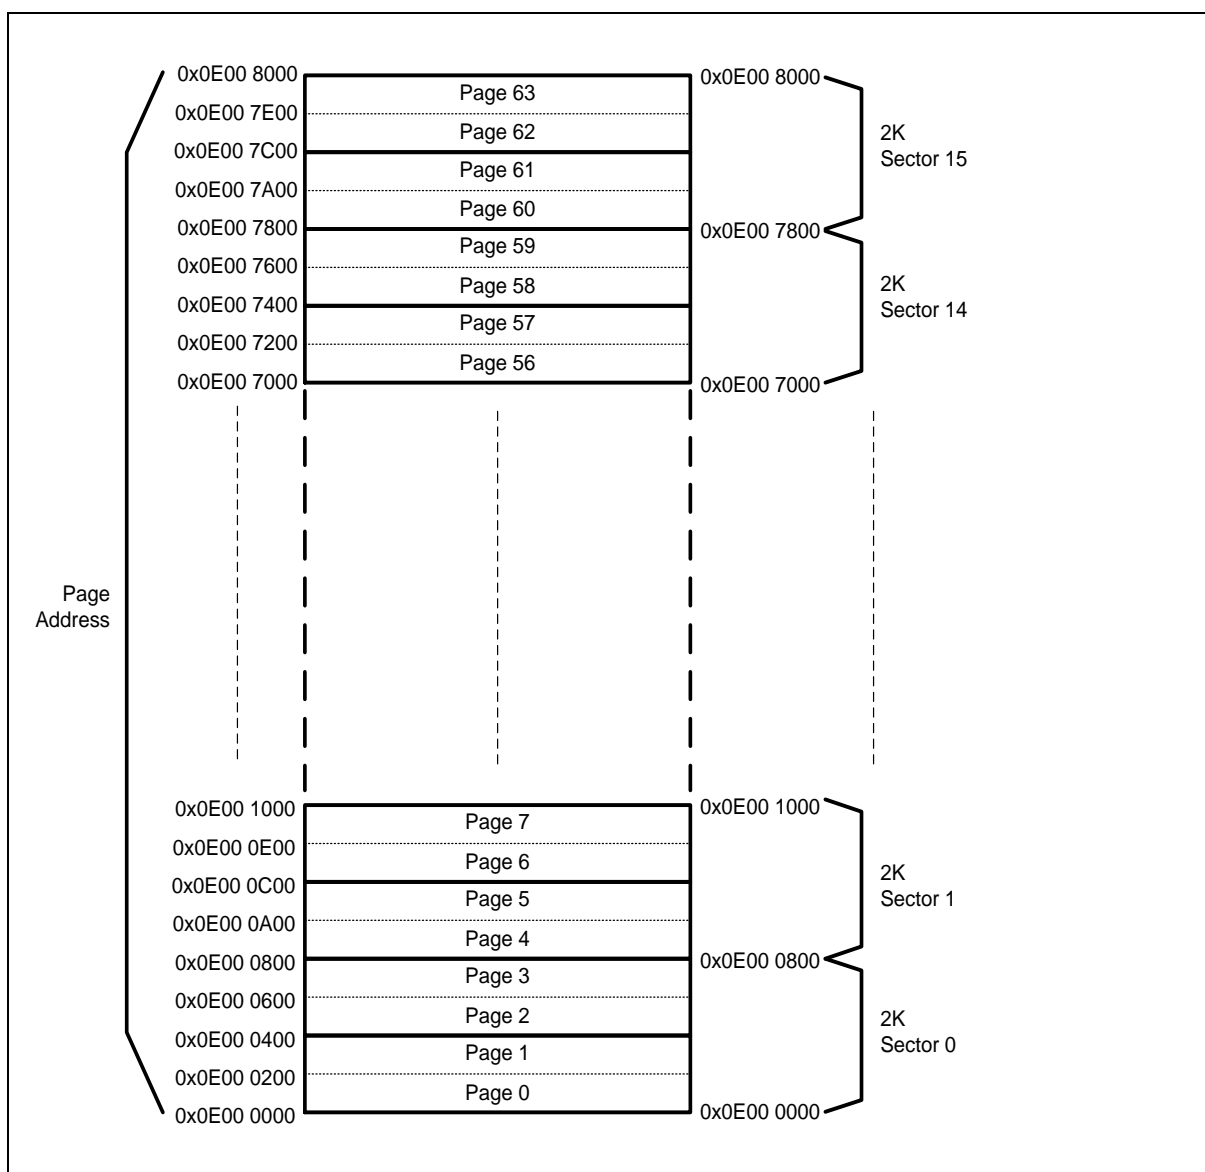 0x0E00 8000
0x0E00 8000
Page 63
0x0E00 7E00
Page 62
2K
Sector 15
0x0E00 7C00
Page 61
0x0E00 7A00
Page 60
0x0E00 7800
0x0E00 7800
Page 59
0x0E00 7600
Page 58
2K
Sector 14
0x0E00 7400
Page 57
0x0E00 7200
Page 56
0x0E00 7000
0x0E00 7000
Page
Address
0x0E00 1000
0x0E00 1000
Page 7
0x0E00 0E00
Page 6
2K
Sector 1
0x0E00 0C00
Page 5
0x0E00 0A00
Page 4
0x0E00 0800
0x0E00 0800
Page 3
0x0E00 0600
Page 2
2K
Sector 0
0x0E00 0400
Page 1
0x0E00 0200
Page 0
0x0E00 0000
0x0E00 0000